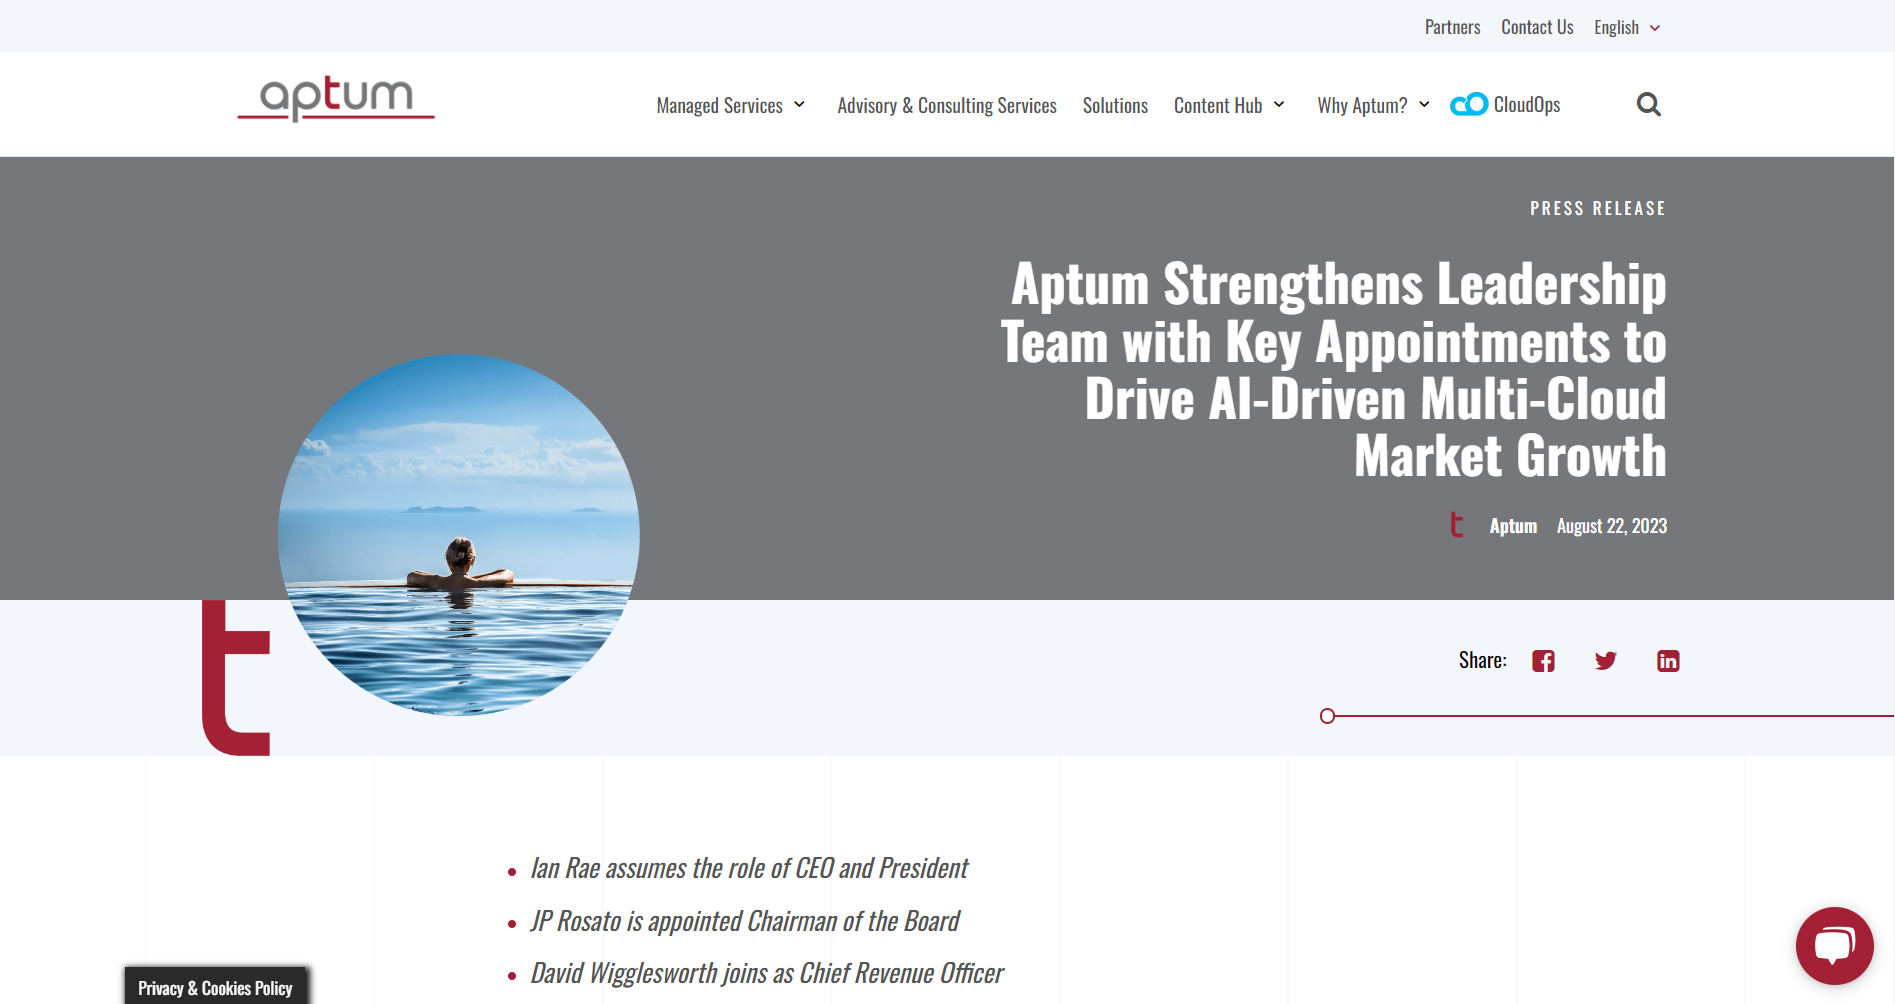 Partners Contact Us English
aptum
Managed Services Advisory & Consulting Services Solutions Content Hub Why Aptum? CloudOps
PRESS RELEASE
Aptum Strengthens Leadership
Team with Key Appointments to
Drive AI-Driven Multi-Cloud
Market Growth
t Aptum August 22, 2023
t
Share:
Ian Rae assumes the role of CEO and President
JP Rosato is appointed Chairman of the Board
David Wigglesworth joins as Chief Revenue Officer
Privacy & Cookies Policy